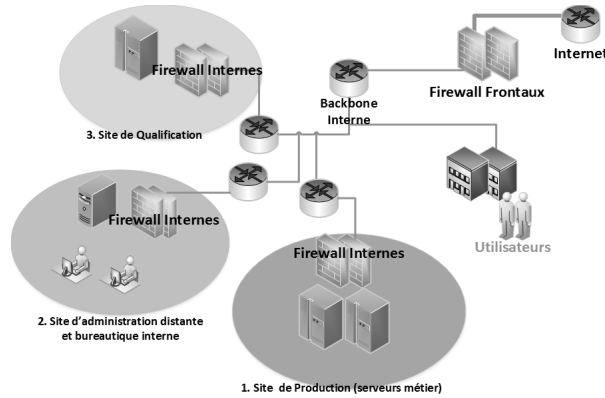 Internet
Firewall Internes
Firewall Frontaux
Backbone
Interne
3. Site de Qualification
Firewall Internes
Utilisateurs
Firewall Internes
2. Site d'administration distante
et bureautique interne
1. Site de Production (serveurs métier)